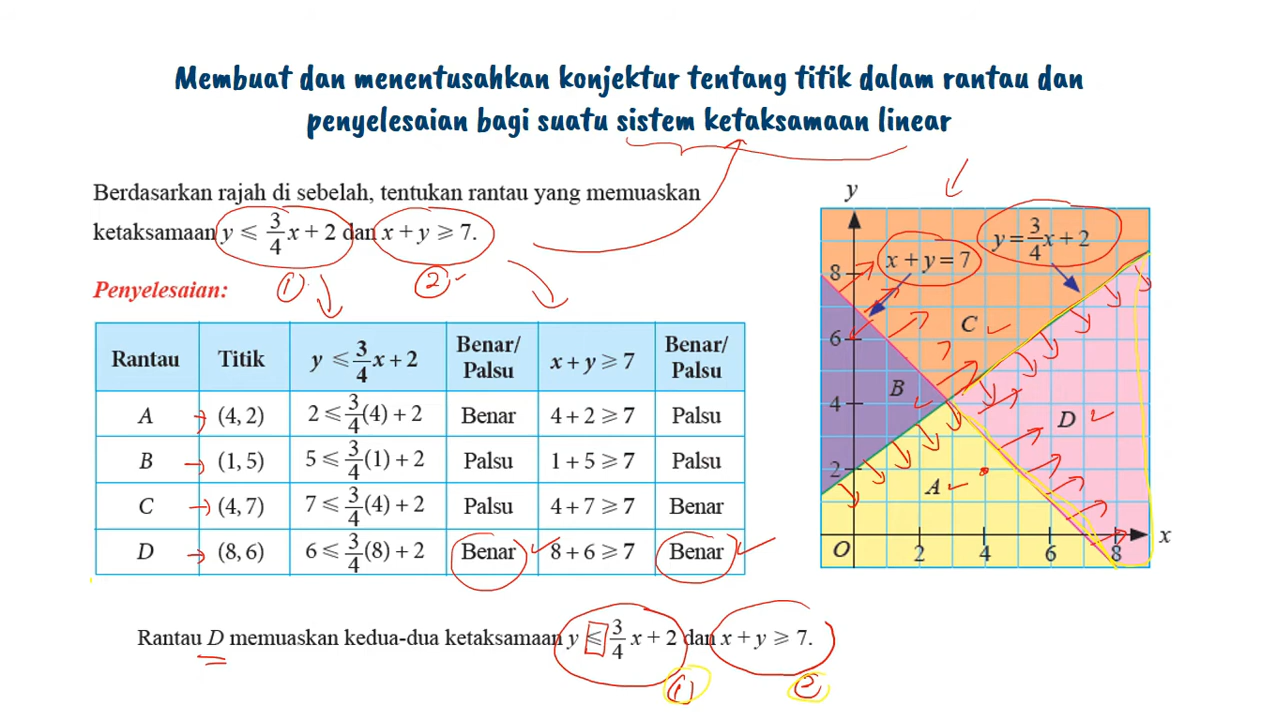 Membuat dan menentusahkan konjektur tentang titik dalam rantau dan
penyelesaian bagi suatu sistem ketaksamaan linear
Berdasarkan rajah di sebelah, tentukan rantau yang memuaskan
ketaksamaan y ⩽ 3/4 x + 2 dan x + y ⩾ 7.
1 2
Penyelesaian:
Rantau Titik y ⩽ 3/4 x + 2 Benar/ Palsu x + y ⩾ 7 Benar/ Palsu
A (4, 2) 2 ⩽ 3/4 (4) + 2 Benar 4 + 2 ⩾ 7 Palsu
B (1, 5) 5 ⩽ 3/4 (1) + 2 Palsu 1 + 5 ⩾ 7 Palsu
C (4, 7) 7 ⩽ 3/4 (4) + 2 Palsu 4 + 7 ⩾ 7 Benar
D (8, 6) 6 ⩽ 3/4 (8) + 2 Benar 8 + 6 ⩾ 7 Benar
Rantau D memuaskan kedua-dua ketaksamaan y ⩽ 3/4 x + 2 dan x + y ⩾ 7.
1 2
y
y = 3/4 x + 2
x + y = 7
8
C
6
B
4
D
2
A
O 2 4 6 8 x